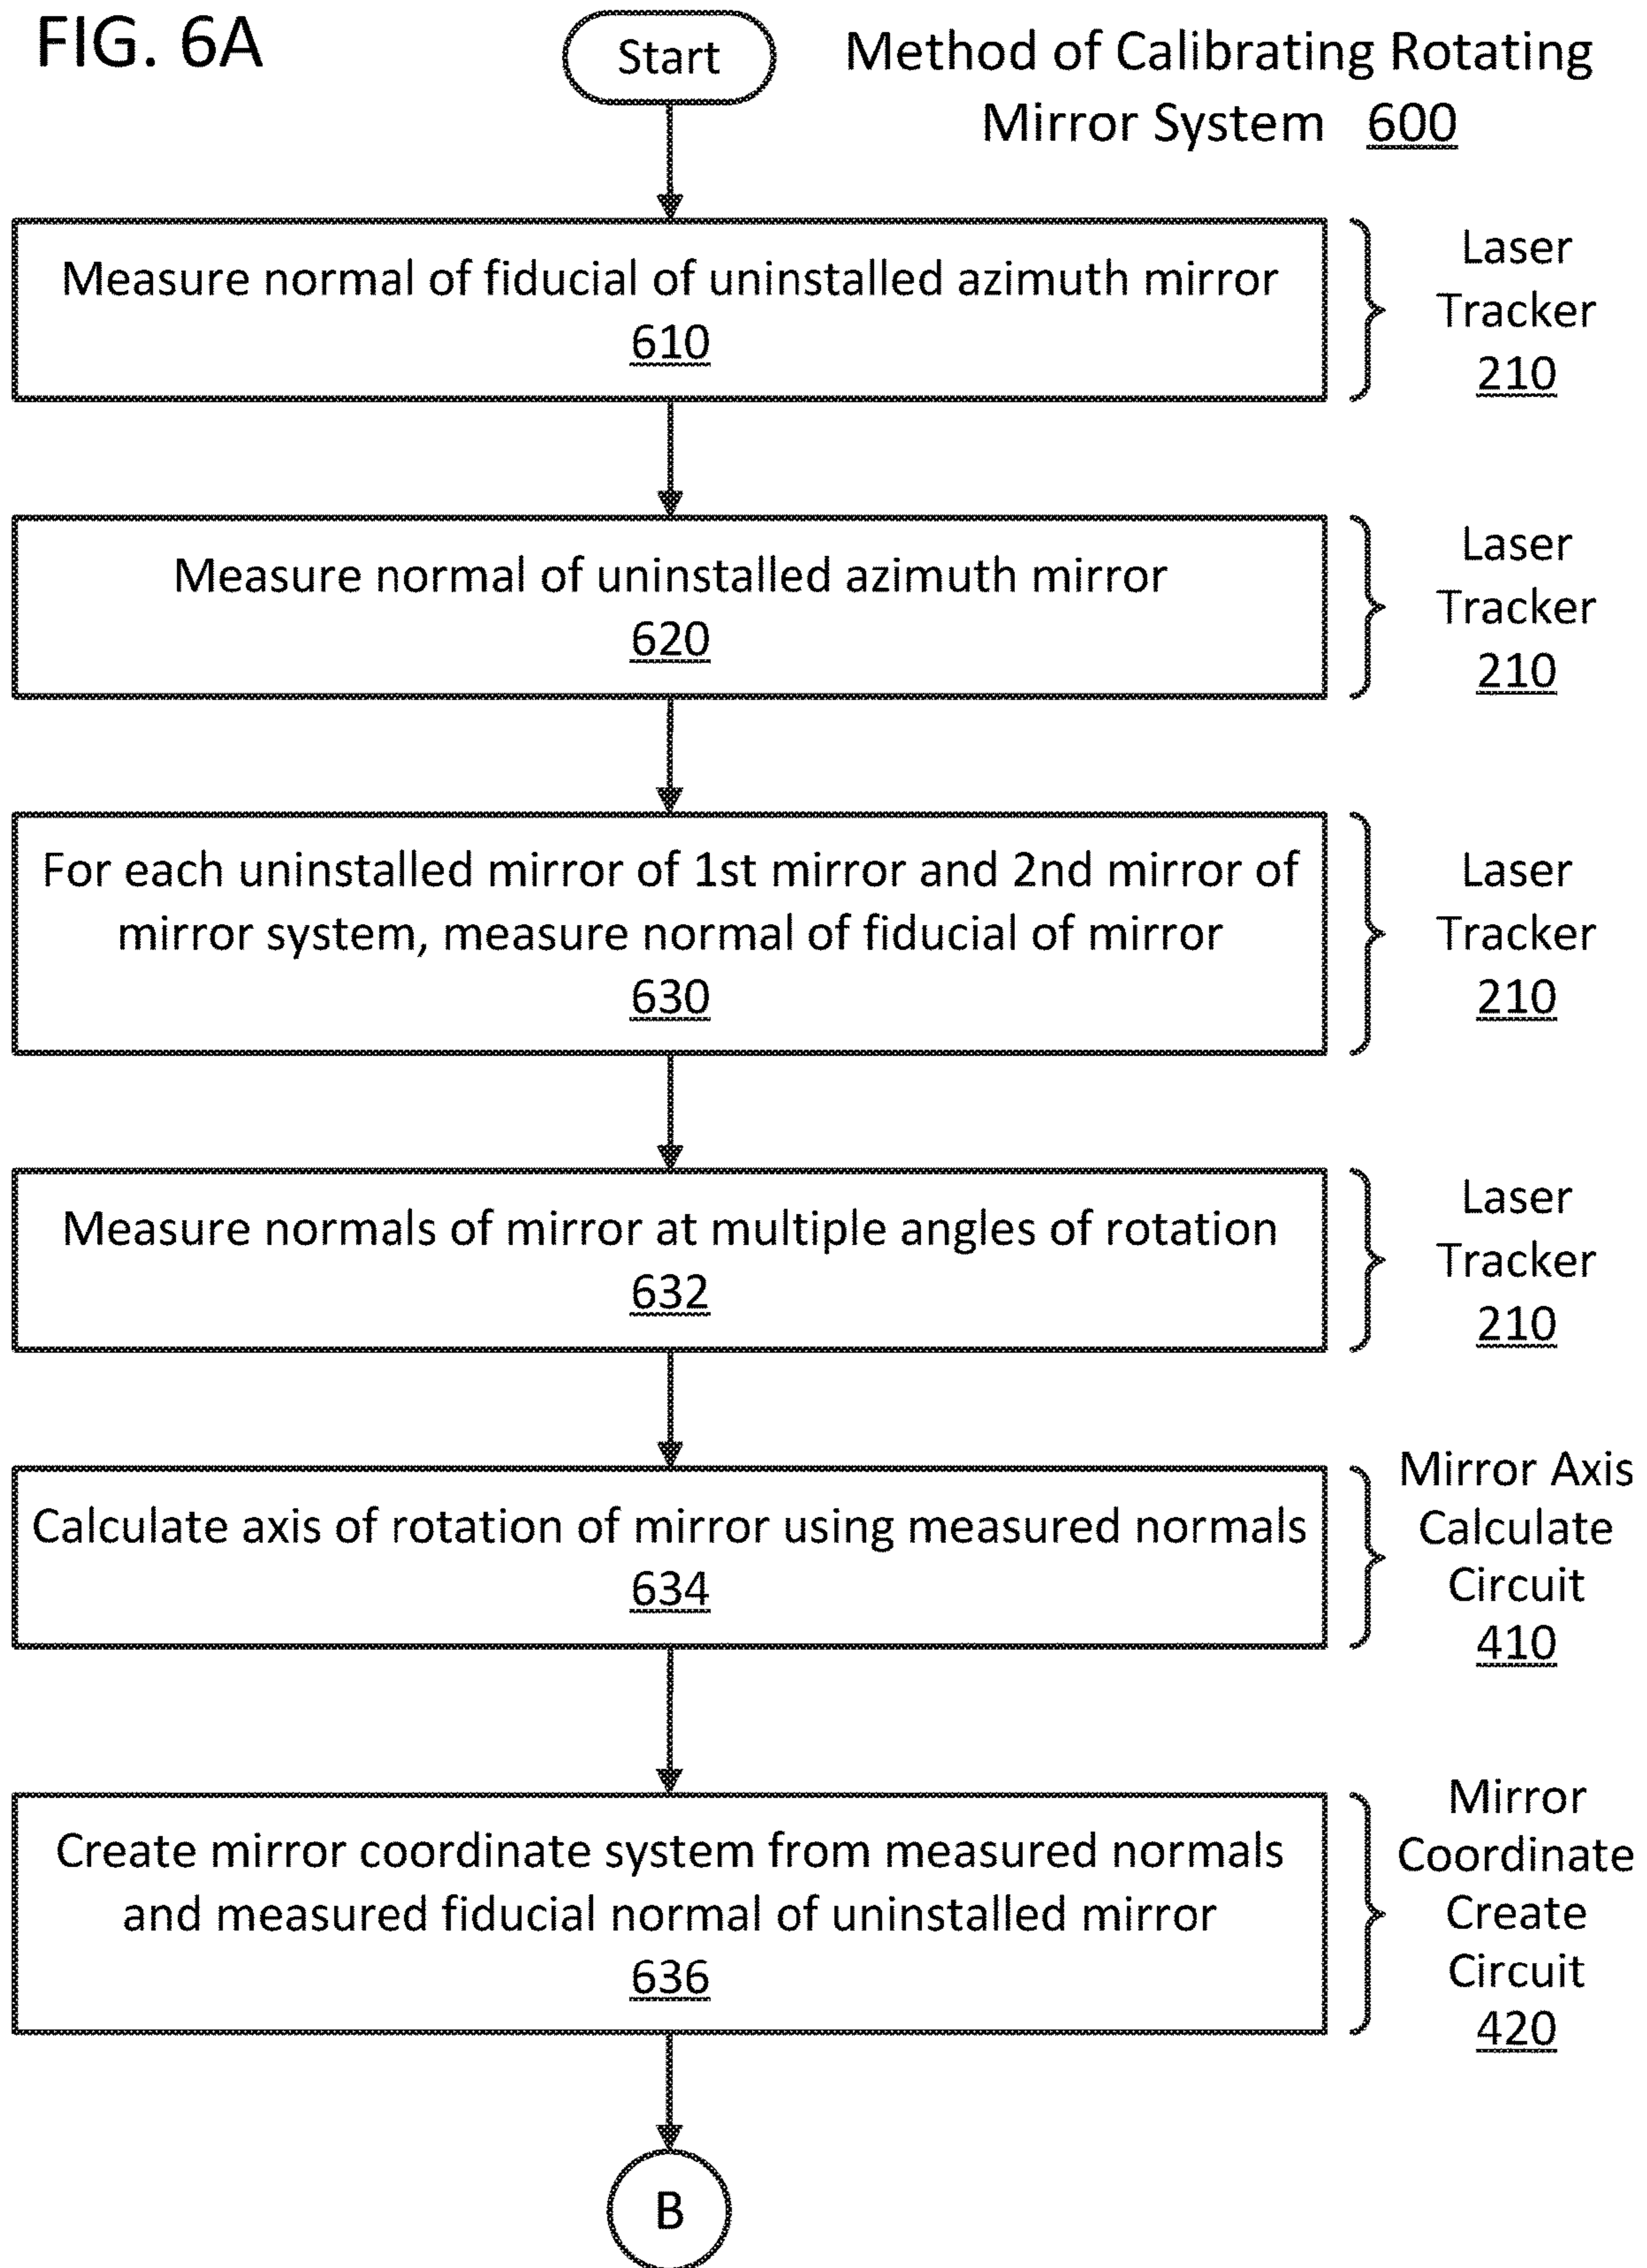 FIG. 6A
Start
Method of Calibrating Rotating
Mirror System 600
Measure normal of fiducial of uninstalled azimuth mirror
610
Laser
Tracker
210
Measure normal of uninstalled azimuth mirror
620
Laser
Tracker
210
For each uninstalled mirror of 1st mirror and 2nd mirror of
mirror system, measure normal of fiducial of mirror
630
Laser
Tracker
210
Measure normals of mirror at multiple angles of rotation
632
Laser
Tracker
210
Calculate axis of rotation of mirror using measured normals
634
Mirror Axis
Calculate
Circuit
410
Create mirror coordinate system from measured normals
and measured fiducial normal of uninstalled mirror
636
Mirror
Coordinate
Create
Circuit
420
B